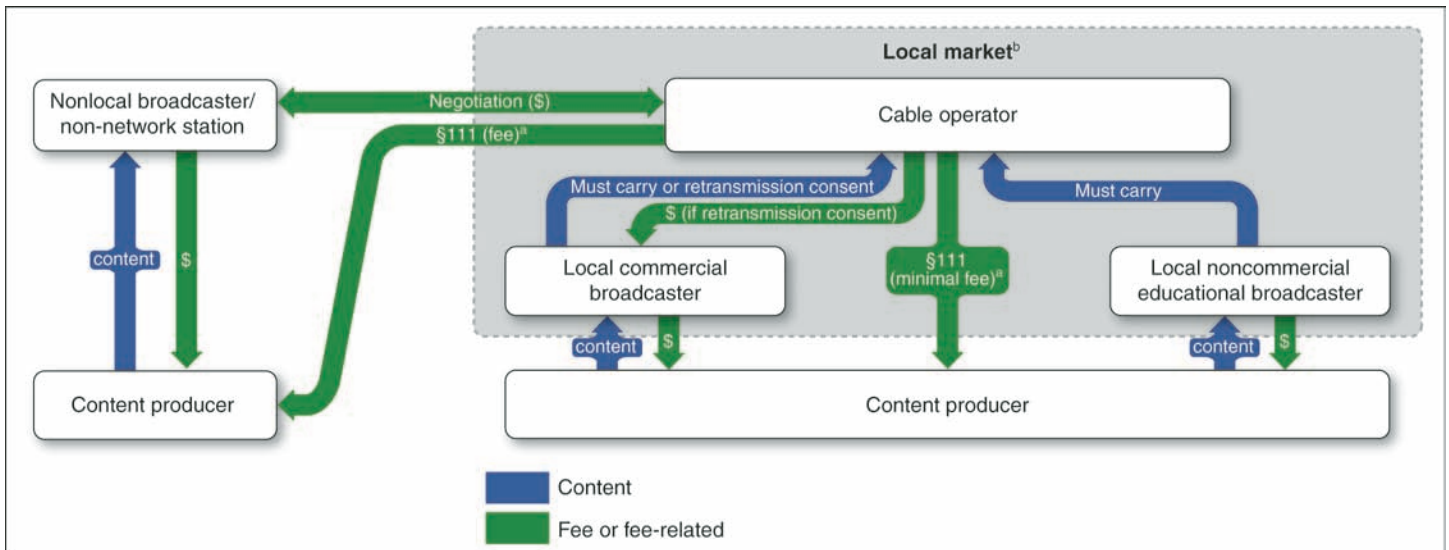 Local marketᵇ
Nonlocal broadcaster/
non-network station
Negotiation ($)
Cable operator
§111 (fee)ᵃ
Must carry or retransmission consent
Must carry
$ (if retransmission consent)
content
$
Local commercial
broadcaster
§111
(minimal fee)ᵃ
Local noncommercial
educational broadcaster
content
$
content
$
Content producer
Content producer
Content
Fee or fee-related